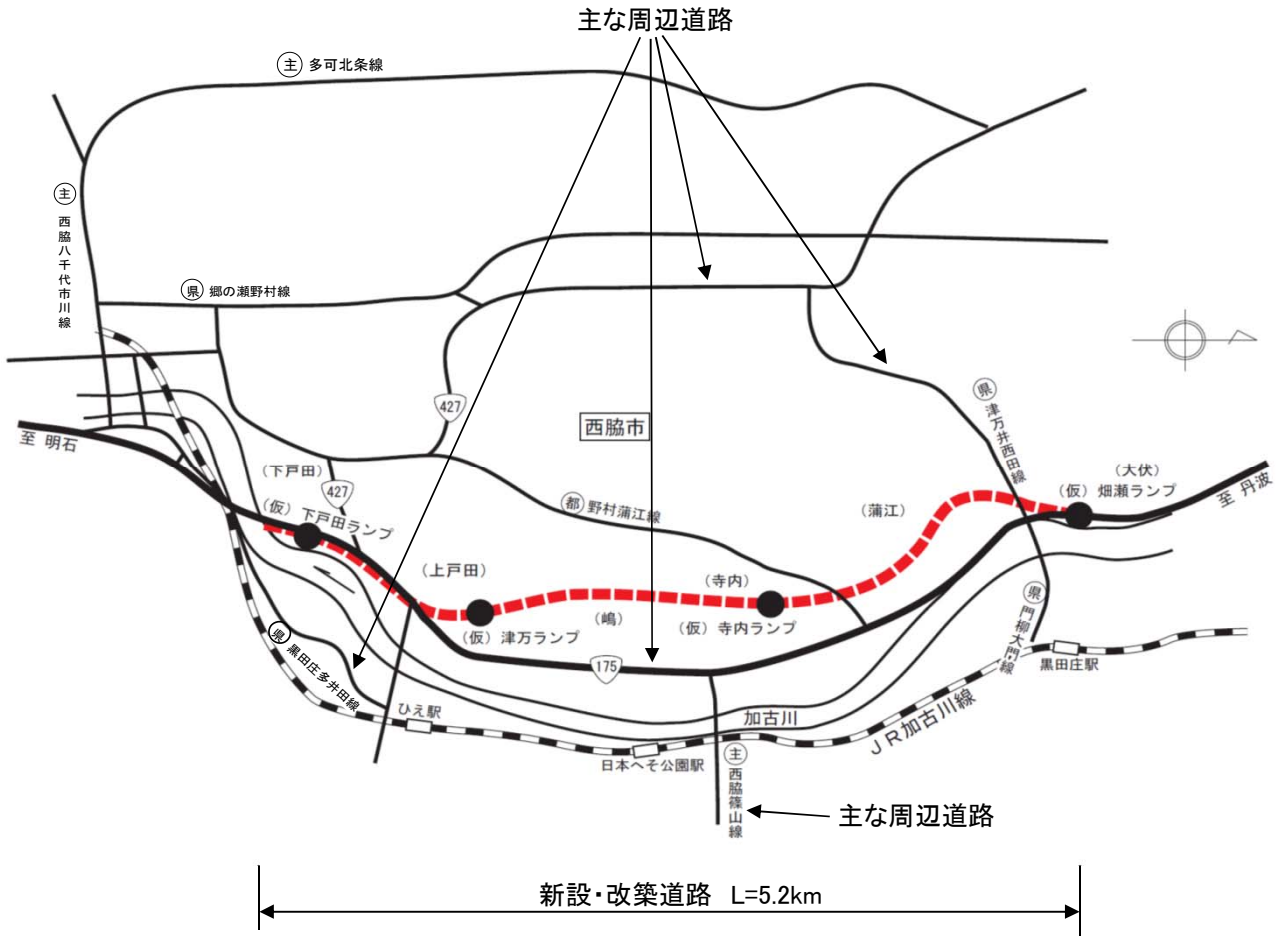 主な周辺道路
主 多可北条線
主 西脇八千代市川線
県 郷の瀬野村線
427
西脇市
県 津万井西田線
至 明石
(下戸田)
427
(仮) 下戸田ランプ
都 野村蒲江線
(蒲江)
(大伏)
(仮) 畑瀬ランプ
至 丹波
(上戸田)
(寺内)
(嶋)
(仮) 津万ランプ
(仮) 寺内ランプ
県 門柳大門線
県 黒田庄多井田線
175
黒田庄駅
ひえ駅
加古川
JR加古川線
日本へそ公園駅
主 西脇篠山線
主な周辺道路
新設・改築道路 L=5.2km